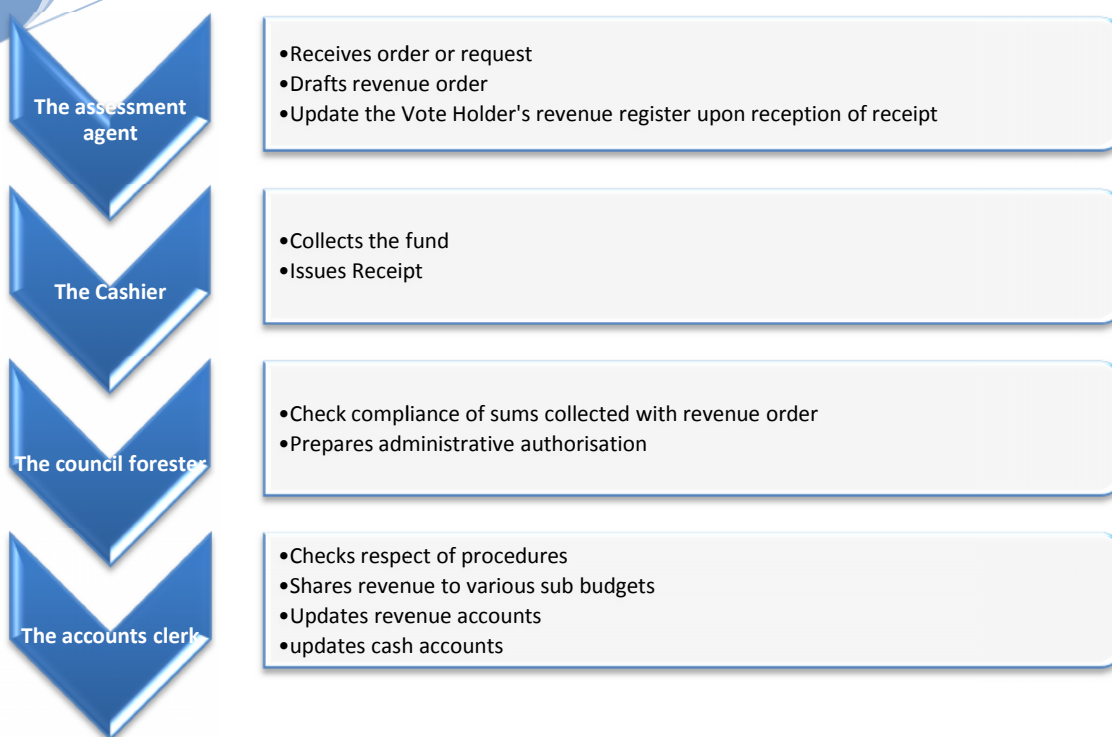 The assessment
agent
•Receives order or request
•Drafts revenue order
•Update the Vote Holder's revenue register upon reception of receipt
The Cashier
•Collects the fund
•Issues Receipt
The council forester
•Check compliance of sums collected with revenue order
•Prepares administrative authorisation
The accounts clerk
•Checks respect of procedures
•Shares revenue to various sub budgets
•Updates revenue accounts
•updates cash accounts